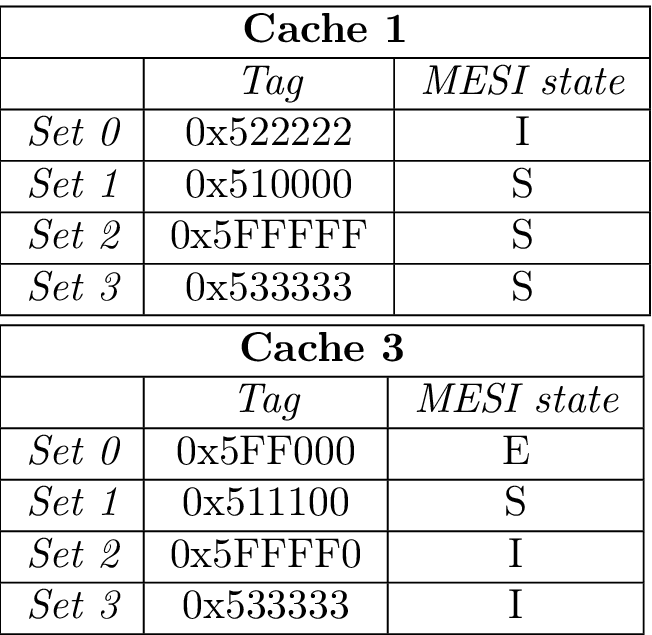 Cache 1
Tag MESI state
Set 0 0x522222 I
Set 1 0x510000 S
Set 2 0x5FFFFF S
Set 3 0x533333 S
Cache 3
Tag MESI state
Set 0 0x5FF000 E
Set 1 0x511100 S
Set 2 0x5FFFF0 I
Set 3 0x533333 I